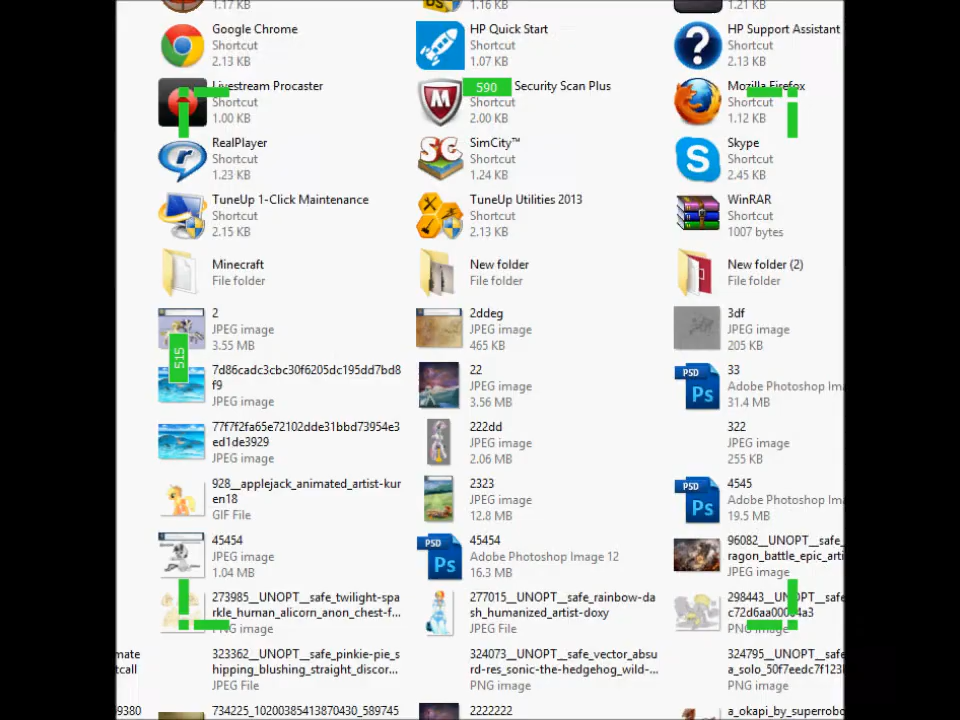 1.17 KB
1.16 KB
1.21 KB
Google Chrome
Shortcut
2.13 KB
HP Quick Start
Shortcut
1.07 KB
HP Support Assistant
Shortcut
2.13 KB
Livestream Procaster
Shortcut
1.00 KB
590
Security Scan Plus
Shortcut
2.00 KB
Mozilla Firefox
Shortcut
1.12 KB
RealPlayer
Shortcut
1.23 KB
SimCity™
Shortcut
1.24 KB
Skype
Shortcut
2.45 KB
TuneUp 1-Click Maintenance
Shortcut
2.15 KB
TuneUp Utilities 2013
Shortcut
2.13 KB
WinRAR
Shortcut
1007 bytes
Minecraft
File folder
New folder
File folder
New folder (2)
File folder
2
JPEG image
3.55 MB
2ddeg
JPEG image
465 KB
3df
JPEG image
205 KB
515
7d86cadc3cbc30f6205dc195dd7bd8
f9
JPEG image
22
JPEG image
3.56 MB
PSD
Ps
33
Adobe Photoshop Im
31.4 MB
77f7f2fa65e72102dde31bbd73954e3
ed1de3929
JPEG image
222dd
JPEG image
2.06 MB
322
JPEG image
255 KB
928__applejack_animated_artist-kur
en18
GIF File
2323
JPEG image
12.8 MB
PSD
Ps
4545
Adobe Photoshop Im
19.5 MB
45454
JPEG image
1.04 MB
PSD
Ps
45454
Adobe Photoshop Image 12
16.3 MB
96082__UNOPT__safe_
ragon_battle_epic_arti
JPEG image
273985__UNOPT__safe_twilight-spa
rkle_human_alicorn_anon_chest-f...
PNG image
277015__UNOPT__safe_rainbow-da
sh_humanized_artist-doxy
JPEG File
298443__UNOPT__safe_
PNG image
mate
tcall
323362__UNOPT__safe_pinkie-pie_s
hipping_blushing_straight_discor...
JPEG File
324073__UNOPT__safe_vector_absu
rd-res_sonic-the-hedgehog_wild-...
PNG image
324795__UNOPT__safe_
a_solo_50f7eedc7f123
PNG image
69380
734225_10200385413870430_589745
2222222
a_okapi_by_superrobo